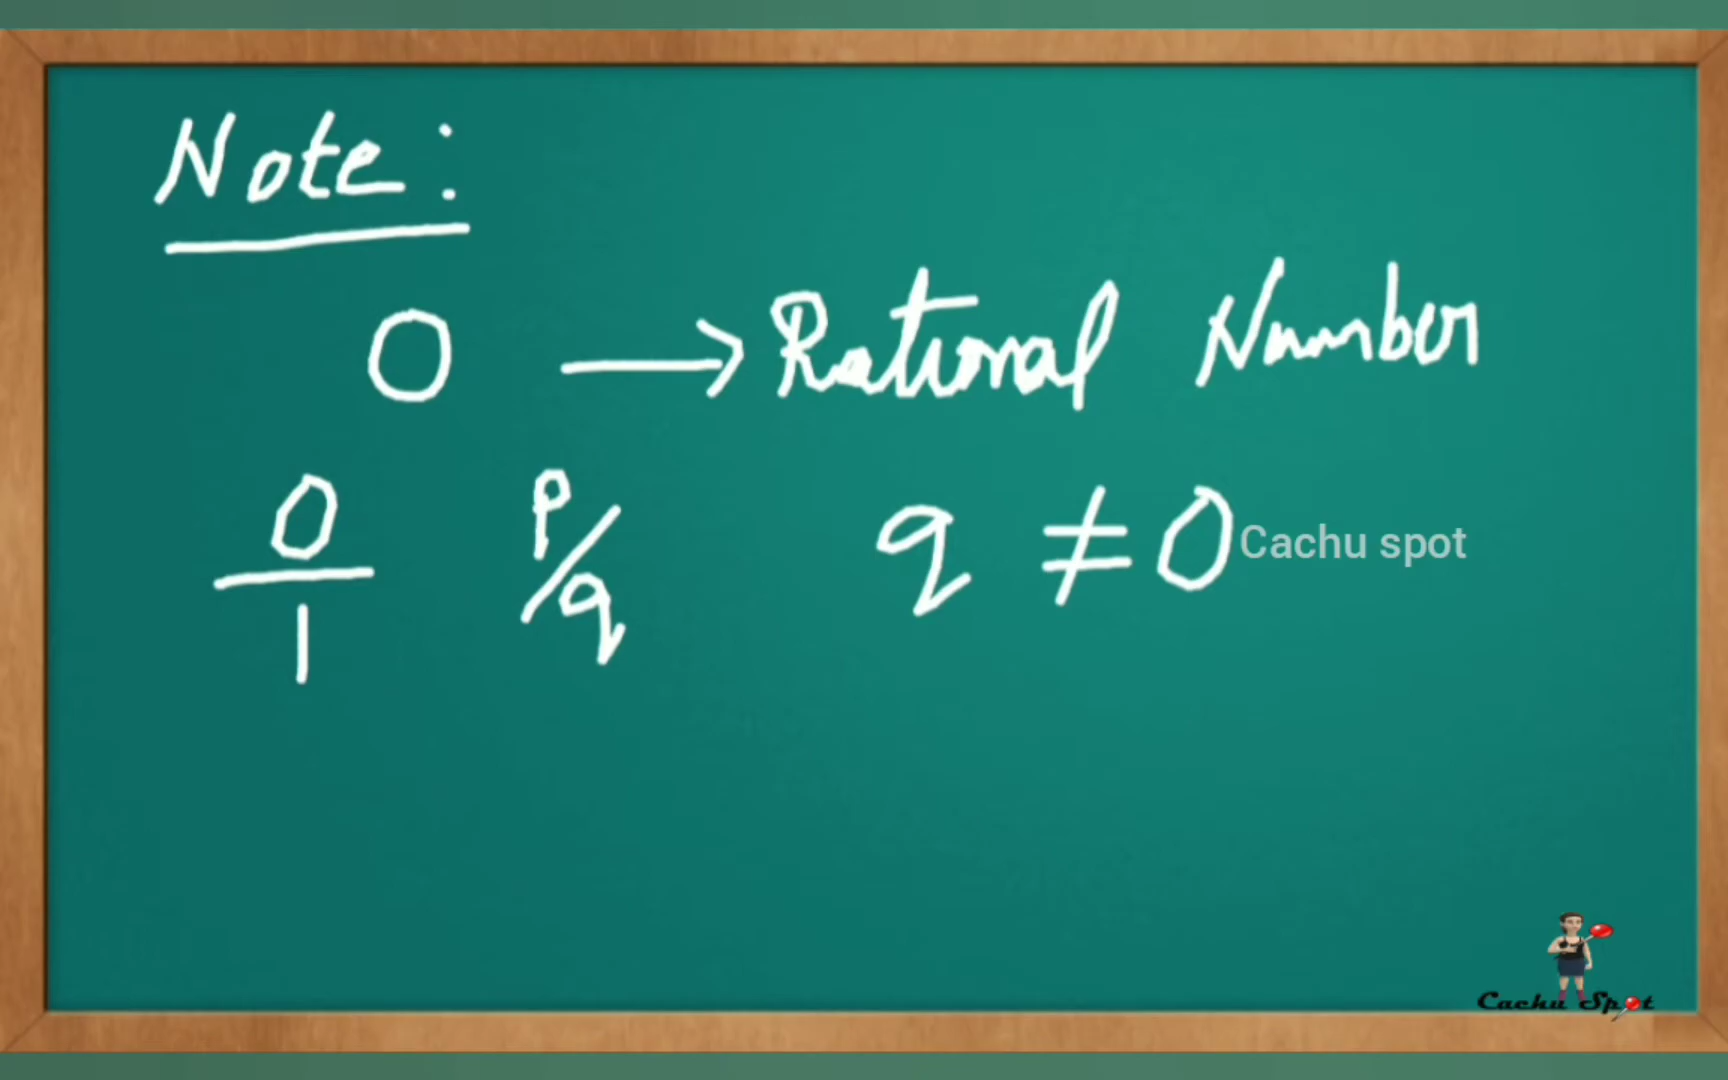 Note:
0 → Rational Number
0/1 p/q q ≠ 0 Cachu spot
Cachu Spot